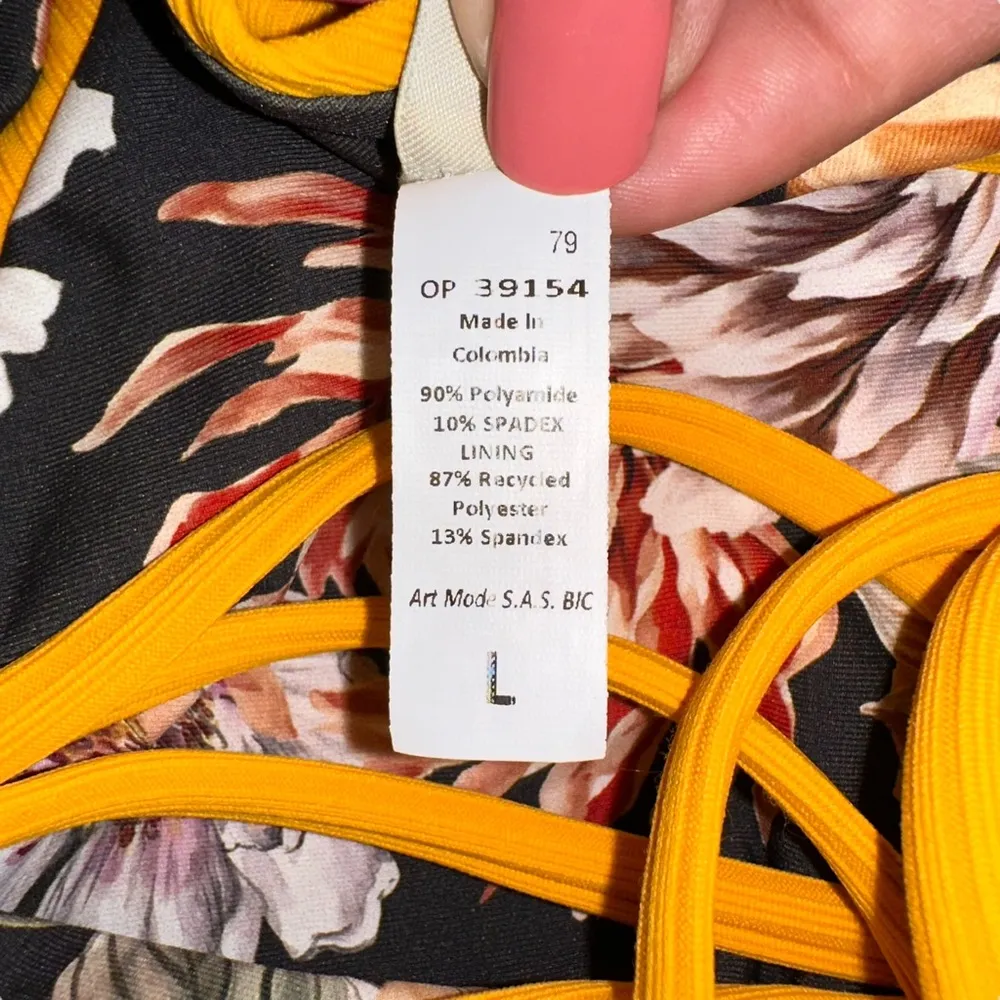 79
OP 39154
Made In
Colombia
90% Polyamide
10% SPADEX
LINING
87% Recycled
Polyester
13% Spandex
Art Mode S.A.S. BIC
L